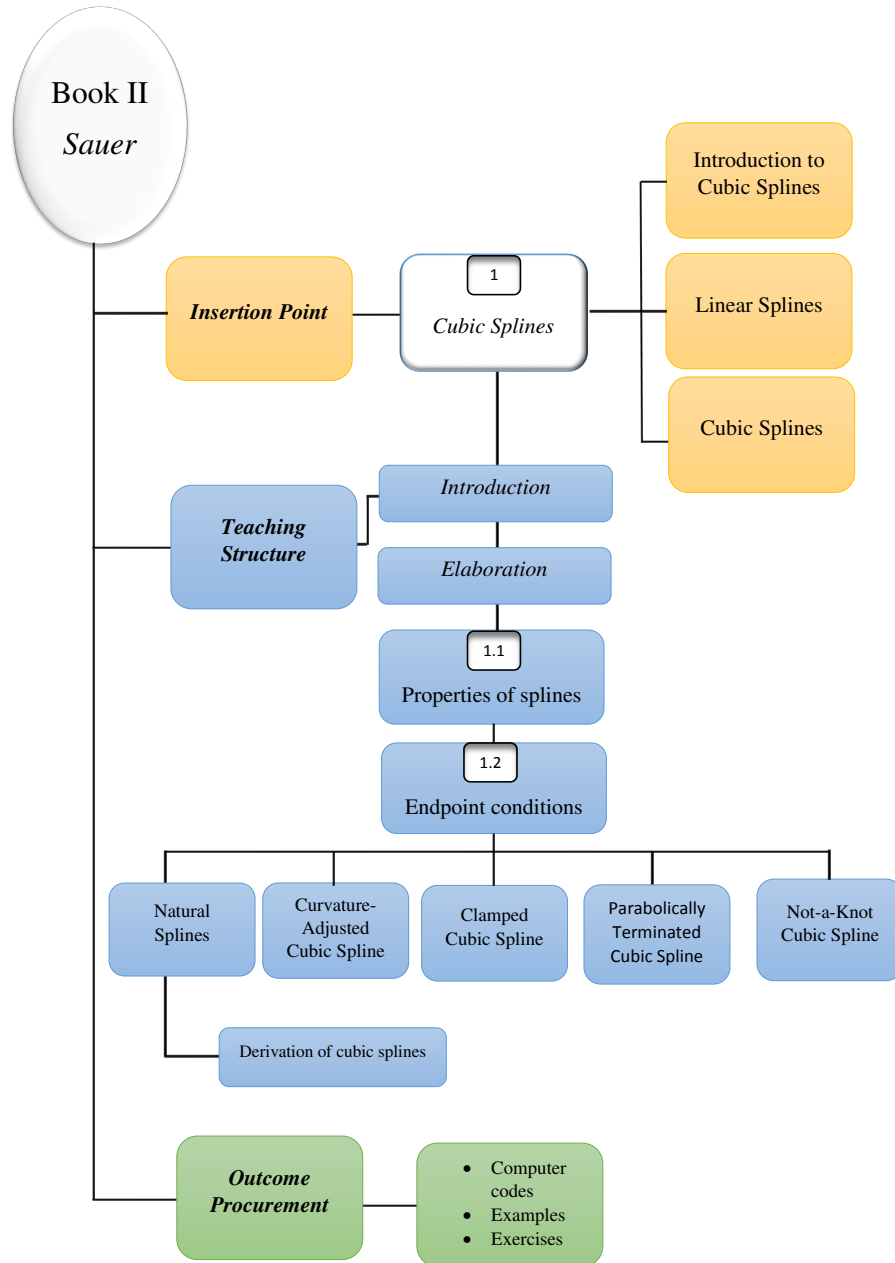 Book II
Sauer
Introduction to
Cubic Splines
Insertion Point
1
Cubic Splines
Linear Splines
Cubic Splines
Teaching
Structure
Introduction
Elaboration
1.1
Properties of splines
1.2
Endpoint conditions
Natural
Splines
Curvature-
Adjusted
Cubic Spline
Clamped
Cubic Spline
Parabolically
Terminated
Cubic Spline
Not-a-Knot
Cubic Spline
Derivation of cubic splines
Outcome
Procurement
• Computer
codes
• Examples
• Exercises